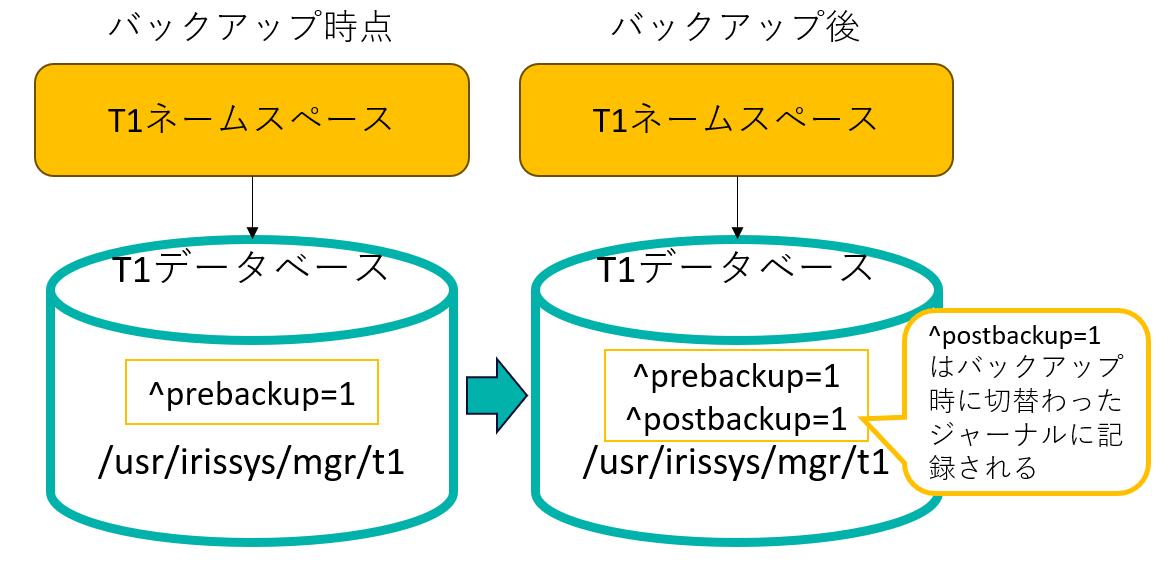 バックアップ時点
T1ネームスペース
T1データベース
^prebackup=1
/usr/irissys/mgr/t1
バックアップ後
T1ネームスペース
T1データベース
^prebackup=1
^postbackup=1
/usr/irissys/mgr/t1
^postbackup=1
はバックアップ
時に切替わった
ジャーナルに記
録される